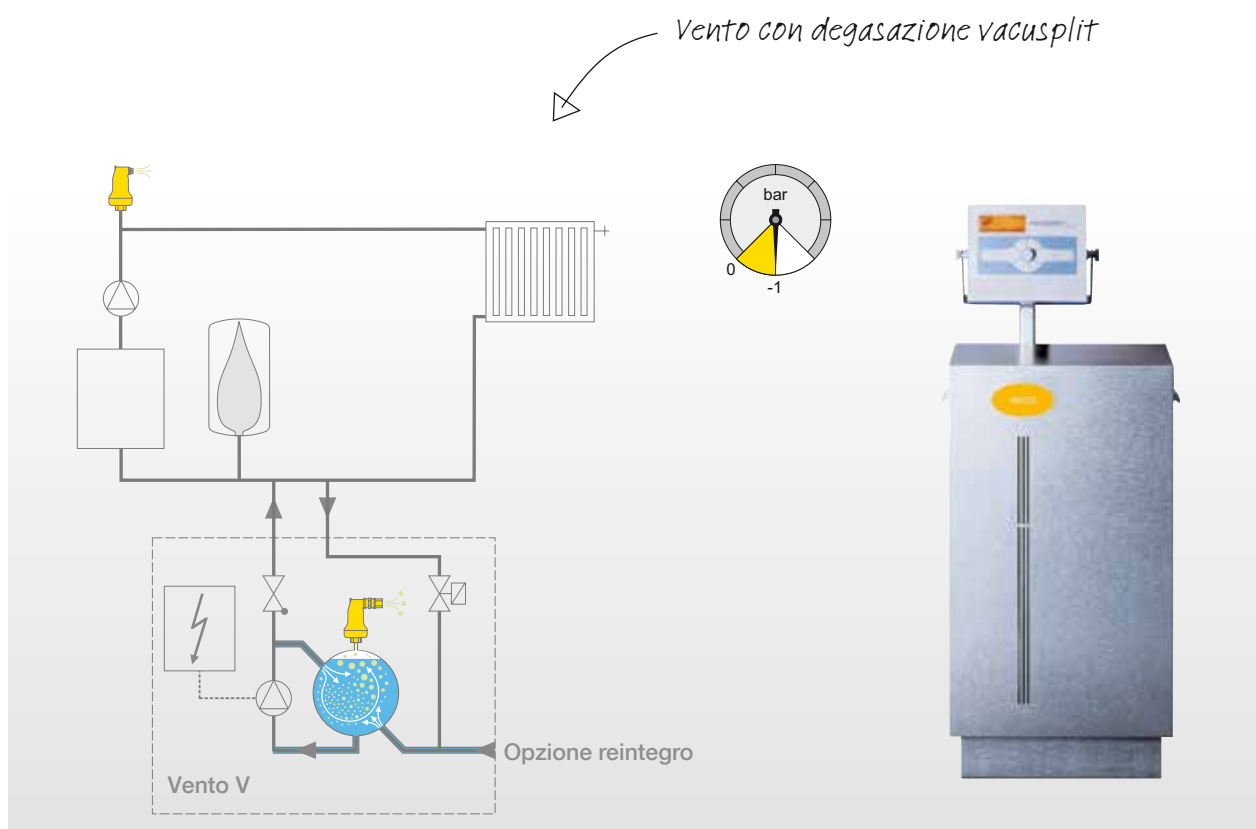 Vento con degasazione vacusplit
bar
0
-1
Opzione reintegro
Vento V